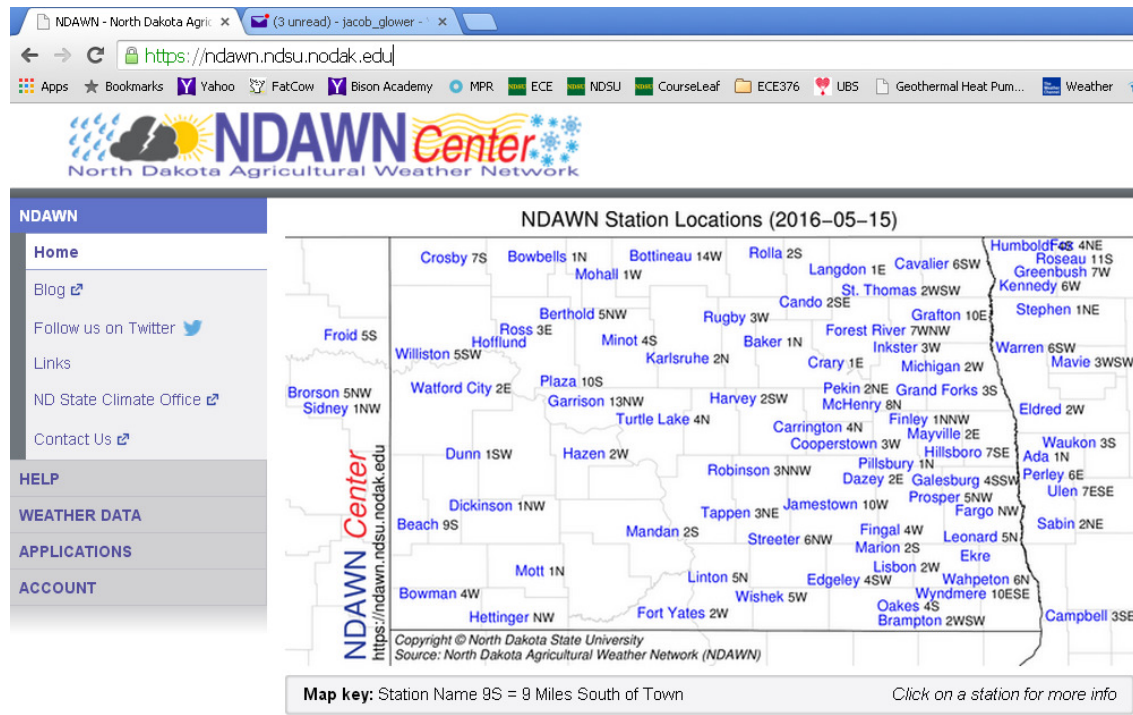 NDAWN - North Dakota Agric
(3 unread) - jacob_glower -
https://ndawn.ndsu.nodak.edu
Apps Bookmarks Yahoo FatCow Bison Academy MPR ECE NDSU CourseLeaf ECE376 UBS Geothermal Heat Pum... Weather
NDAWN Center
North Dakota Agricultural Weather Network
NDAWN
Home
Blog
Follow us on Twitter
Links
ND State Climate Office
Contact Us
HELP
WEATHER DATA
APPLICATIONS
ACCOUNT
NDAWN Station Locations (2016-05-15)
Crosby 7S
Bowbells 1N
Bottineau 14W
Rolla 2S
Humboldt
4NE
Mohall 1W
Langdon 1E
Cavalier 6SW
Roseau 11S
Greenbush 7W
St. Thomas 2WSW
Kennedy 6W
Cando 2SE
Berthold 5NW
Rugby 3W
Grafton 10E
Stephen 1NE
Froid 5S
Ross 3E
Hofflund
Minot 4S
Baker 1N
Forest River 7WNW
Inkster 3W
Warren 6SW
Williston 5SW
Karlsruhe 2N
Crary 1E
Michigan 2W
Mavie 3WSW
Brorson 5NW
Watford City 2E
Plaza 10S
Pekin 2NE
Grand Forks 3S
Sidney 1NW
Garrison 13NW
Harvey 2SW
McHenry 8N
Eldred 2W
Turtle Lake 4N
Carrington 4N
Finley 1NNW
Mayville 2E
Cooperstown 3W
Waukon 3S
Dunn 1SW
Hazen 2W
Hillsboro 7SE
Ada 1N
Robinson 3NNW
Pillsbury 1N
Dazey 2E
Galesburg 4SSW
Perley 6E
Ulen 7ESE
Dickinson 1NW
Jamestown 10W
Prosper 5NW
Tappen 3NE
Fargo NW
Beach 9S
Mandan 2S
Streeter 6NW
Fingal 4W
Leonard 5N
Sabin 2NE
Marion 2S
Ekre
Mott 1N
Linton 5N
Edgeley 4SW
Lisbon 2W
Wahpeton 6N
Bowman 4W
Wishek 5W
Wyndmere 10ESE
Hettinger NW
Fort Yates 2W
Oakes 4S
Brampton 2WSW
Campbell 3SE
NDAWN Center
https://ndawn.ndsu.nodak.edu
Copyright © North Dakota State University
Source: North Dakota Agricultural Weather Network (NDAWN)
Map key: Station Name 9S = 9 Miles South of Town
Click on a station for more info